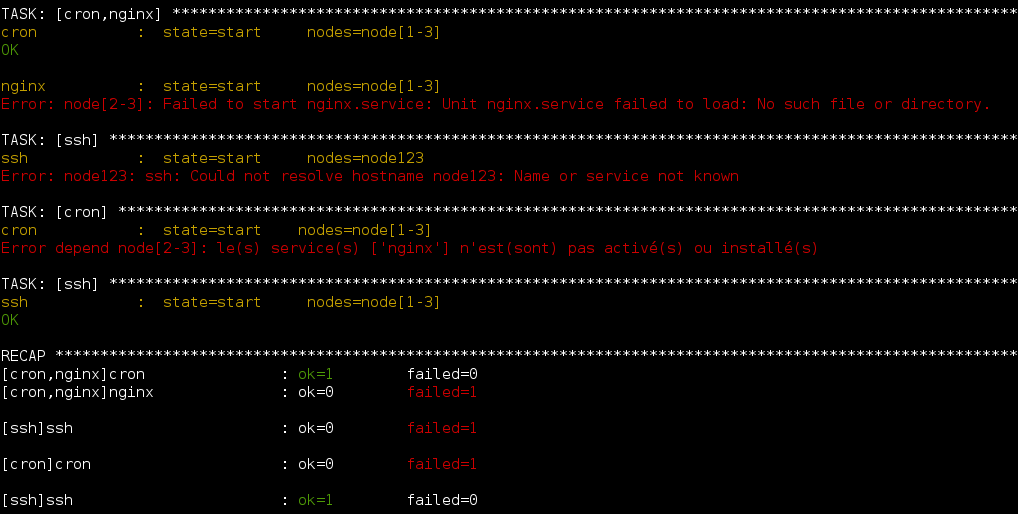 TASK: [cron,nginx] **********************************************************************************************
cron           :  state=start     nodes=node[1-3]
OK
nginx          :  state=start     nodes=node[1-3]
Error: node[2-3]: Failed to start nginx.service: Unit nginx.service failed to load: No such file or directory.
TASK: [ssh] *****************************************************************************************************
ssh            :  state=start     nodes=node123
Error: node123: ssh: Could not resolve hostname node123: Name or service not known
TASK: [cron] ****************************************************************************************************
cron           :  state=start    nodes=node[1-3]
Error depend node[2-3]: le(s) service(s) ['nginx'] n'est(sont) pas activé(s) ou installé(s)
TASK: [ssh] *****************************************************************************************************
ssh            :  state=start     nodes=node[1-3]
OK
RECAP ***********************************************************************************************************
[cron,nginx]cron               : ok=1        failed=0
[cron,nginx]nginx              : ok=0        failed=1
[ssh]ssh                       : ok=0        failed=1
[cron]cron                     : ok=0        failed=1
[ssh]ssh                       : ok=1        failed=0